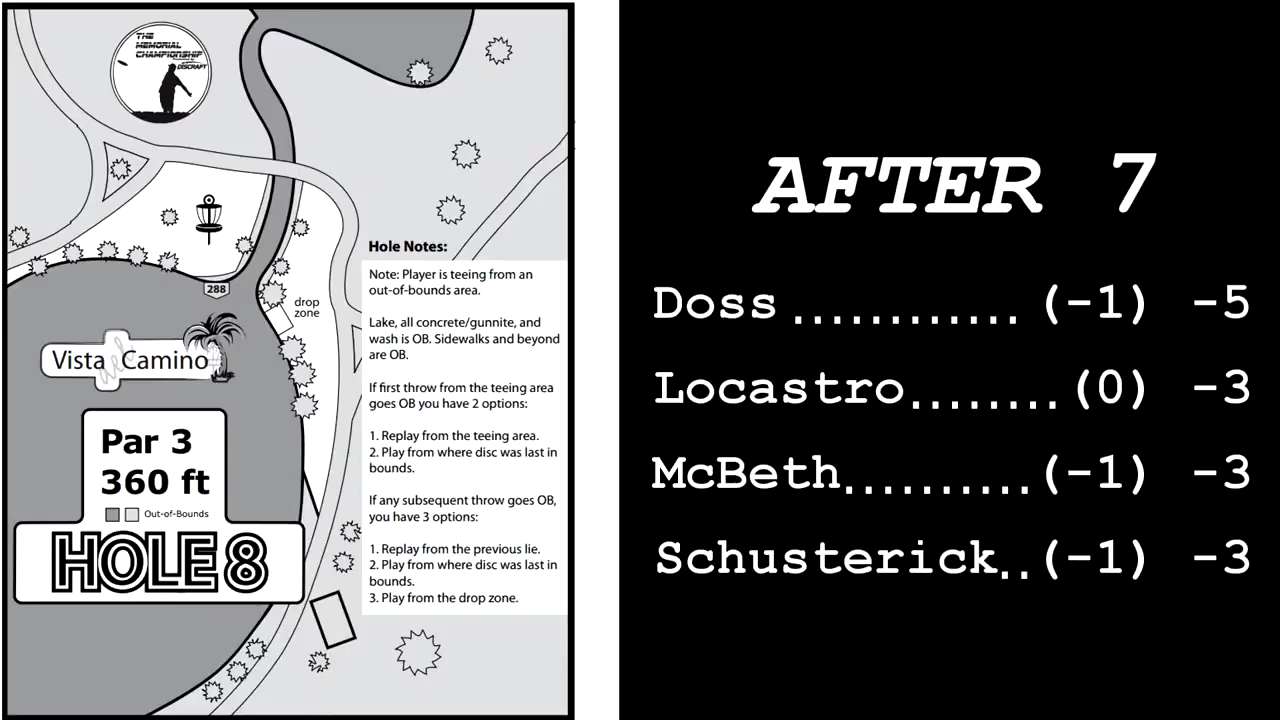 THE
MEMORIAL
CHAMPIONSHIP
DISCRAFT
288
drop
zone
Vista del Camino
Par 3
360 ft
Out-of-Bounds
HOLE 8
Hole Notes:
Note: Player is teeing from an
out-of-bounds area.
Lake, all concrete/gunnite, and
wash is OB. Sidewalks and beyond
are OB.
If first throw from the teeing area
goes OB you have 2 options:
1. Replay from the teeing area.
2. Play from where disc was last in
bounds.
If any subsequent throw goes OB,
you have 3 options:
1. Replay from the previous lie.
2. Play from where disc was last in
bounds.
3. Play from the drop zone.
AFTER 7
Doss ............ (-1) -5
Locastro........ (0) -3
McBeth.......... (-1) -3
Schusterick.. (-1) -3